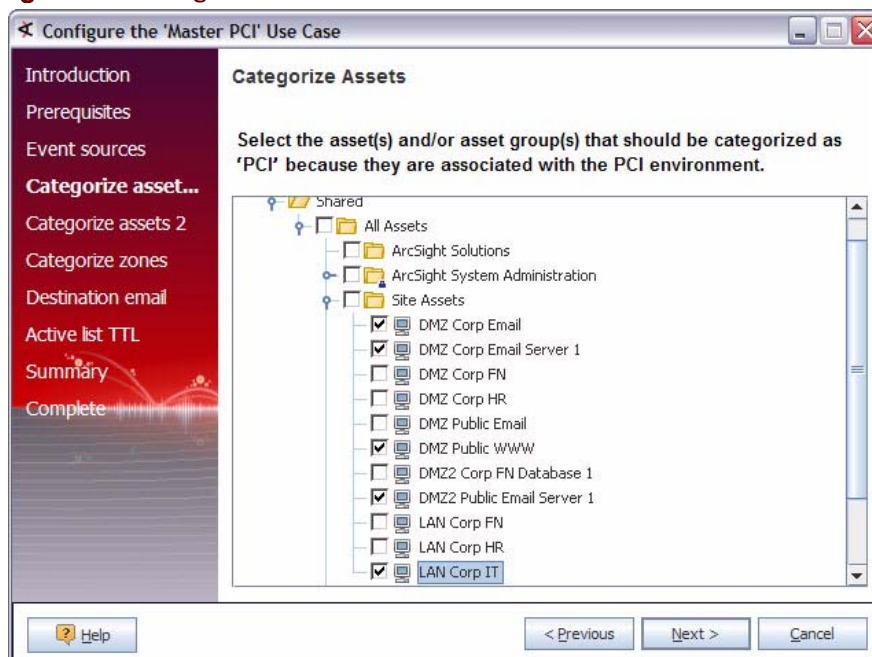 Configure the 'Master PCI' Use Case
Introduction
Prerequisites
Event sources
Categorize asset...
Categorize assets 2
Categorize zones
Destination email
Active list TTL
Summary
Complete
Categorize Assets
Select the asset(s) and/or asset group(s) that should be categorized as
'PCI' because they are associated with the PCI environment.
Shared
All Assets
ArcSight Solutions
ArcSight System Administration
Site Assets
DMZ Corp Email
DMZ Corp Email Server 1
DMZ Corp FN
DMZ Corp HR
DMZ Public Email
DMZ Public WWW
DMZ2 Corp FN Database 1
DMZ2 Public Email Server 1
LAN Corp FN
LAN Corp HR
LAN Corp IT
Help
< Previous
Next >
Cancel